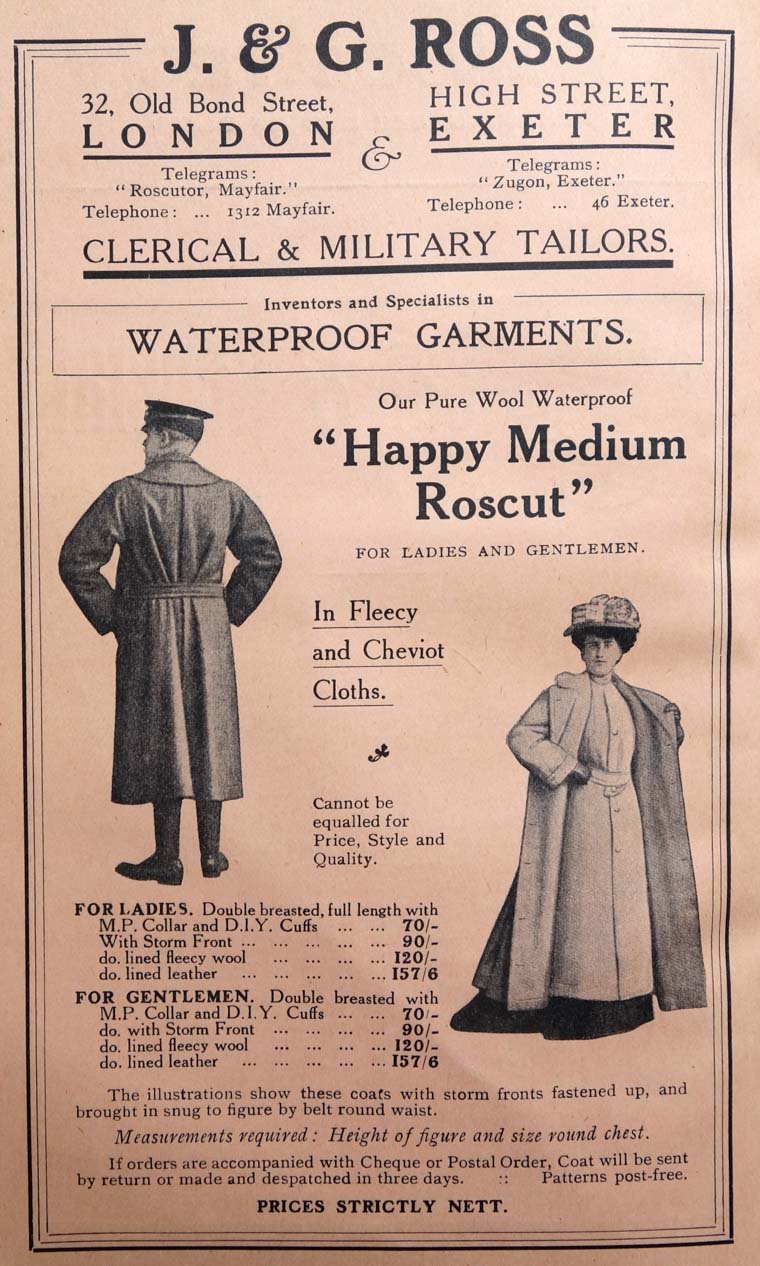 J. & G. ROSS
32, Old Bond Street,
LONDON
&
HIGH STREET,
EXETER
Telegrams:
"Roscutor, Mayfair."
Telephone: ... 1312 Mayfair.
Telegrams:
"Zugon, Exeter."
Telephone: ... 46 Exeter.
CLERICAL & MILITARY TAILORS.
Inventors and Specialists in
WATERPROOF GARMENTS.
Our Pure Wool Waterproof
"Happy Medium
Roscut"
FOR LADIES AND GENTLEMEN.
In Fleecy
and Cheviot
Cloths.
Cannot be
equalled for
Price, Style and
Quality.
FOR LADIES. Double breasted, full length with
M.P. Collar and D.I.Y. Cuffs ... ... 70/-
With Storm Front ... ... ... ... ... 90/-
do. lined fleecy wool ... ... ... ... 120/-
do. lined leather ... ... ... ... ... 157/6
FOR GENTLEMEN. Double breasted with
M.P. Collar and D.I.Y. Cuffs ... ... 70/-
do. with Storm Front ... ... ... ... 90/-
do. lined fleecy wool ... ... ... ... 120/-
do. lined leather ... ... ... ... ... 157/6
The illustrations show these coats with storm fronts fastened up, and
brought in snug to figure by belt round waist.
Measurements required: Height of figure and size round chest.
If orders are accompanied with Cheque or Postal Order, Coat will be sent
by return or made and despatched in three days. :: Patterns post-free.
PRICES STRICTLY NETT.